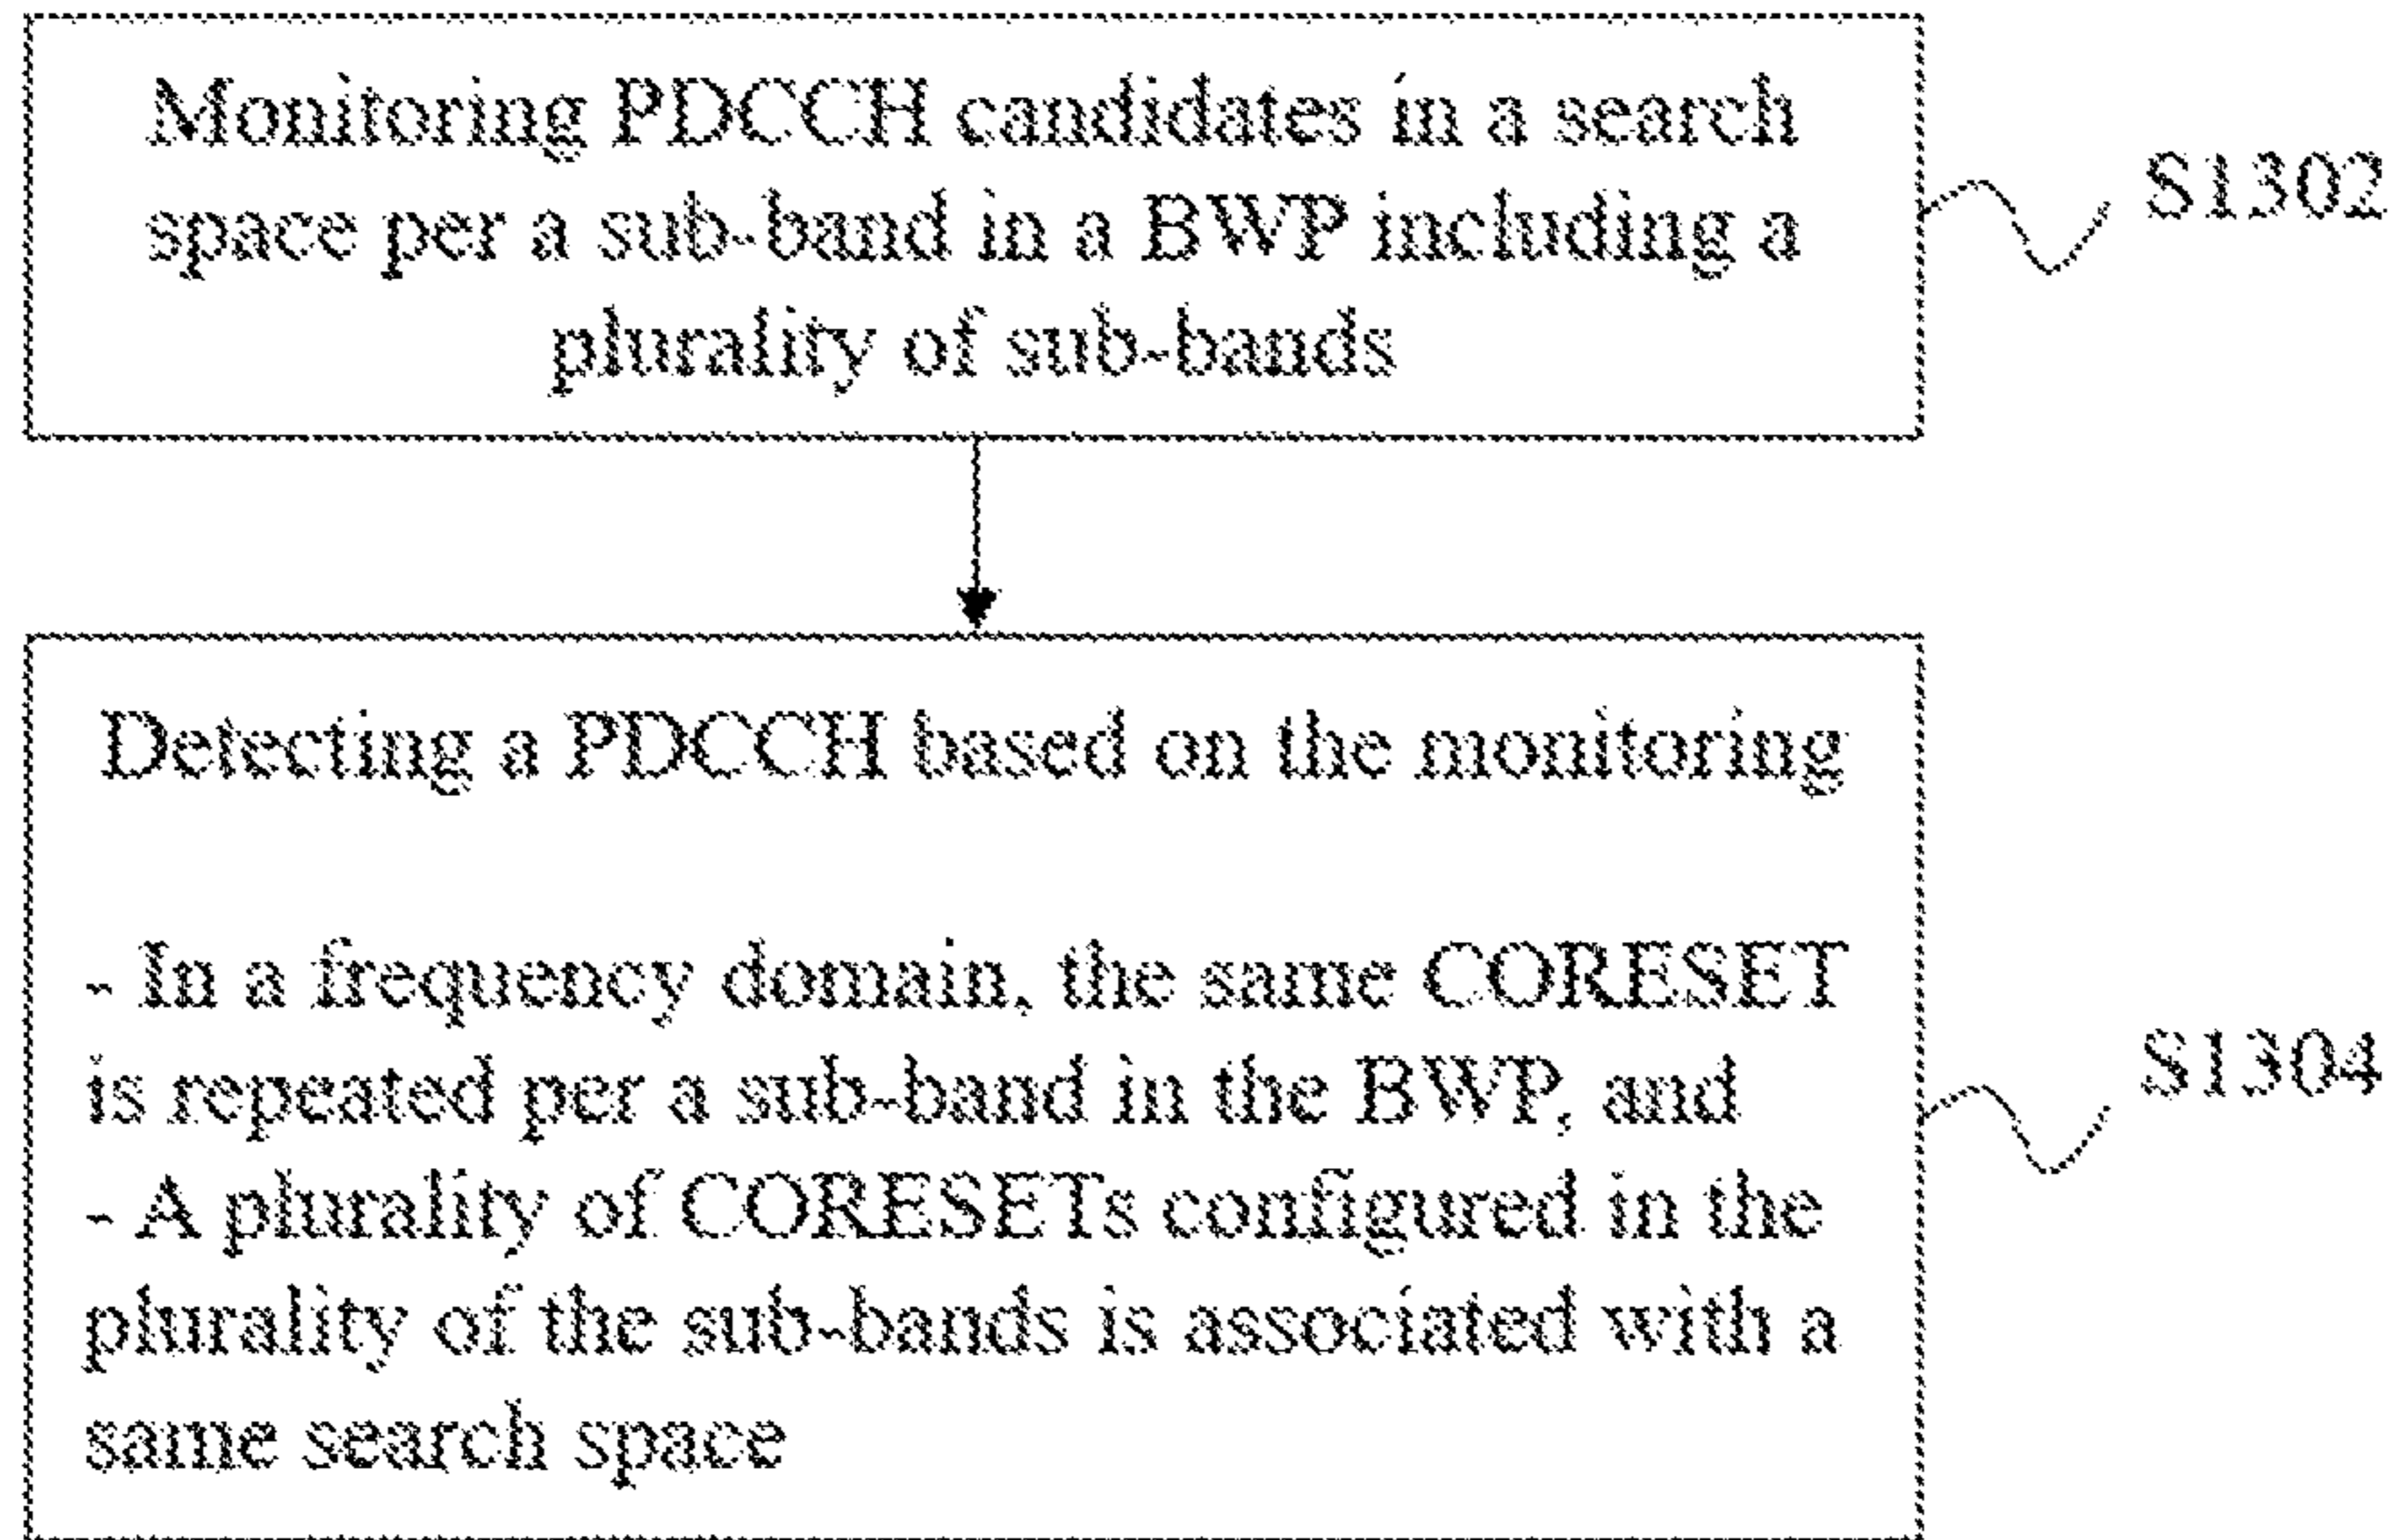 Monitoring PDCCH candidates in a search
space per a sub-band in a BWP including a
plurality of sub-bands
S1302
Detecting a PDCCH based on the monitoring
- In a frequency domain, the same CORESET
is repeated per a sub-band in the BWP, and
- A plurality of CORESETs configured in the
plurality of the sub-bands is associated with a
same search space
S1304